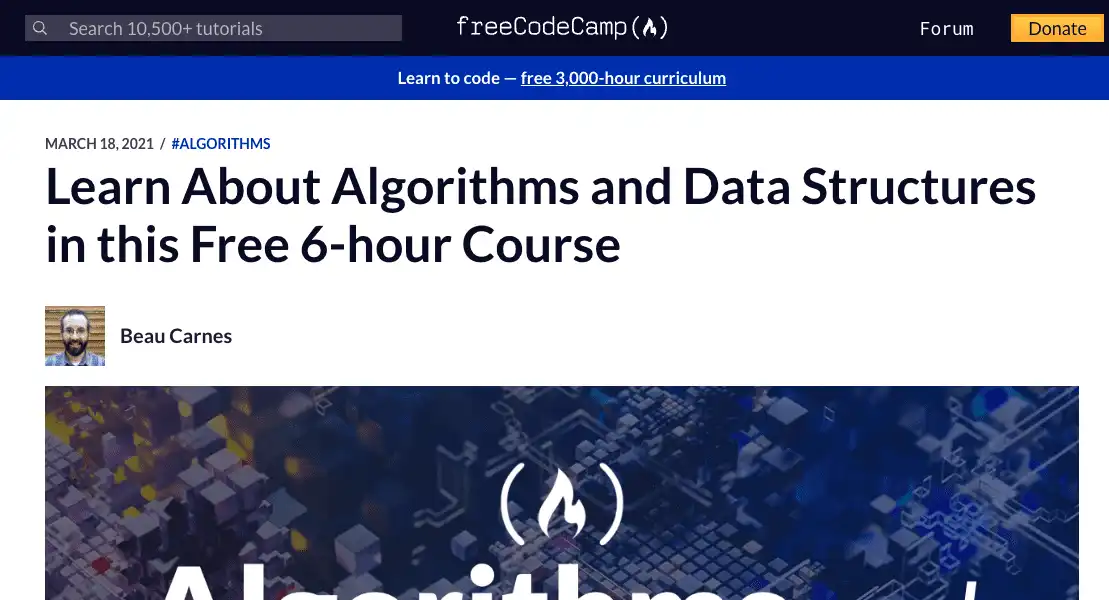 Search 10,500+ tutorials
freeCodeCamp
Forum
Donate
Learn to code — free 3,000-hour curriculum
MARCH 18, 2021 / #ALGORITHMS
Learn About Algorithms and Data Structures
in this Free 6-hour Course
Beau Carnes
Algorithms